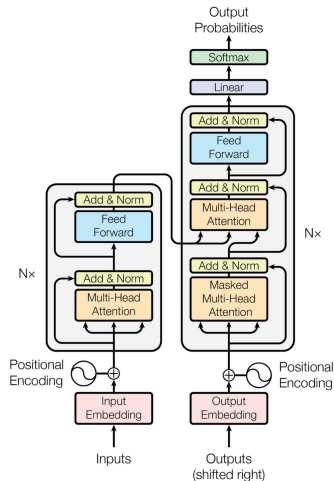 Output
Probabilities
Softmax
Linear
Add & Norm
Feed
Forward
Add & Norm
Multi-Head
Attention
Add & Norm
Masked
Multi-Head
Attention
N×
Add & Norm
Feed
Forward
Add & Norm
Multi-Head
Attention
N×
Positional
Encoding
Positional
Encoding
Input
Embedding
Output
Embedding
Inputs
Outputs
(shifted right)